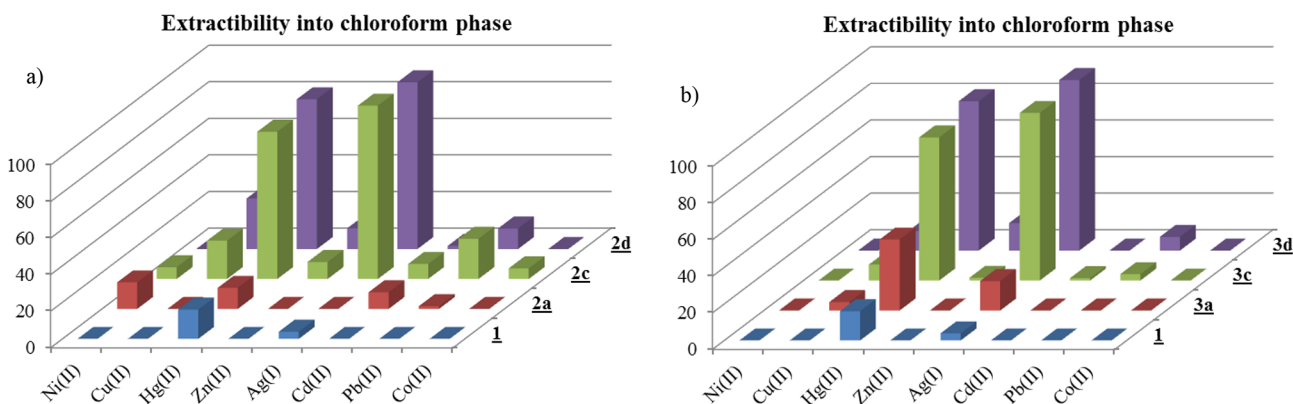 Extractibility into chloroform phase
a)
100
80
60
40
20
0
2d
2c
2a
1
Ni(II)
Cu(II)
Hg(II)
Zn(II)
Ag(I)
Cd(II)
Pb(II)
Co(II)
Extractibility into chloroform phase
b)
100
80
60
40
20
0
3d
3c
3a
1
Ni(II)
Cu(II)
Hg(II)
Zn(II)
Ag(I)
Cd(II)
Pb(II)
Co(II)